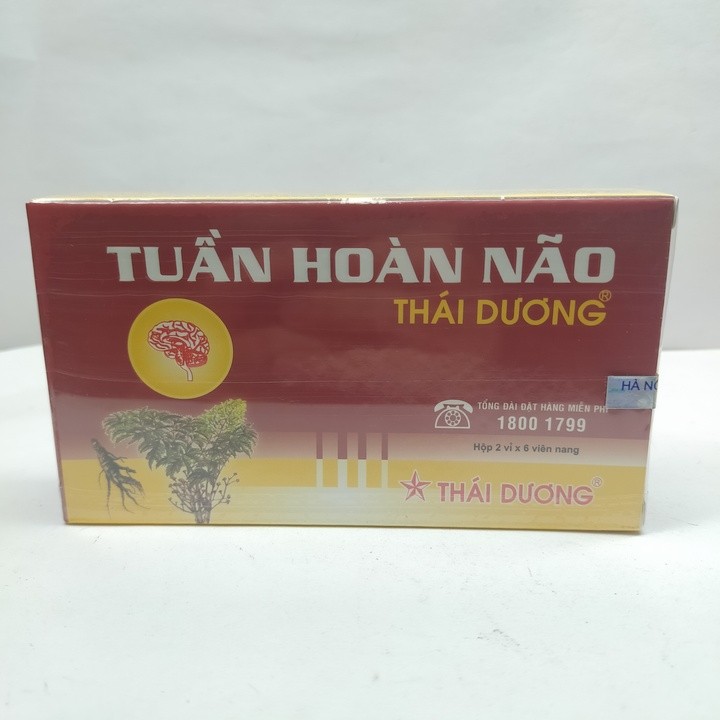 TUẦN HOÀN NÃO
THÁI DƯƠNG®
HÀ NỘ
TỔNG ĐÀI ĐẶT HÀNG MIỄN PHÍ
1800 1799
Hộp 2 vỉ x 6 viên nang
THÁI DƯƠNG®